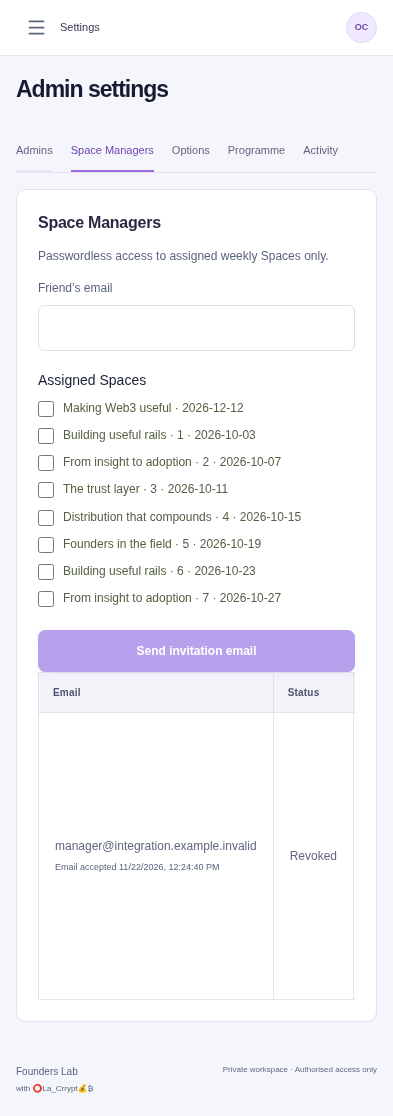 Settings
OC
Admin settings
Admins Space Managers Options Programme Activity
Space Managers
Passwordless access to assigned weekly Spaces only.
Friend's email
Assigned Spaces
Making Web3 useful · 2026-12-12
Building useful rails · 1 · 2026-10-03
From insight to adoption · 2 · 2026-10-07
The trust layer · 3 · 2026-10-11
Distribution that compounds · 4 · 2026-10-15
Founders in the field · 5 · 2026-10-19
Building useful rails · 6 · 2026-10-23
From insight to adoption · 7 · 2026-10-27
Send invitation email
Email Status
manager@integration.example.invalid
Email accepted 11/22/2026, 12:24:40 PM
Revoked
Founders Lab
with ⭕La_Crrypt💰₿
Private workspace · Authorised access only